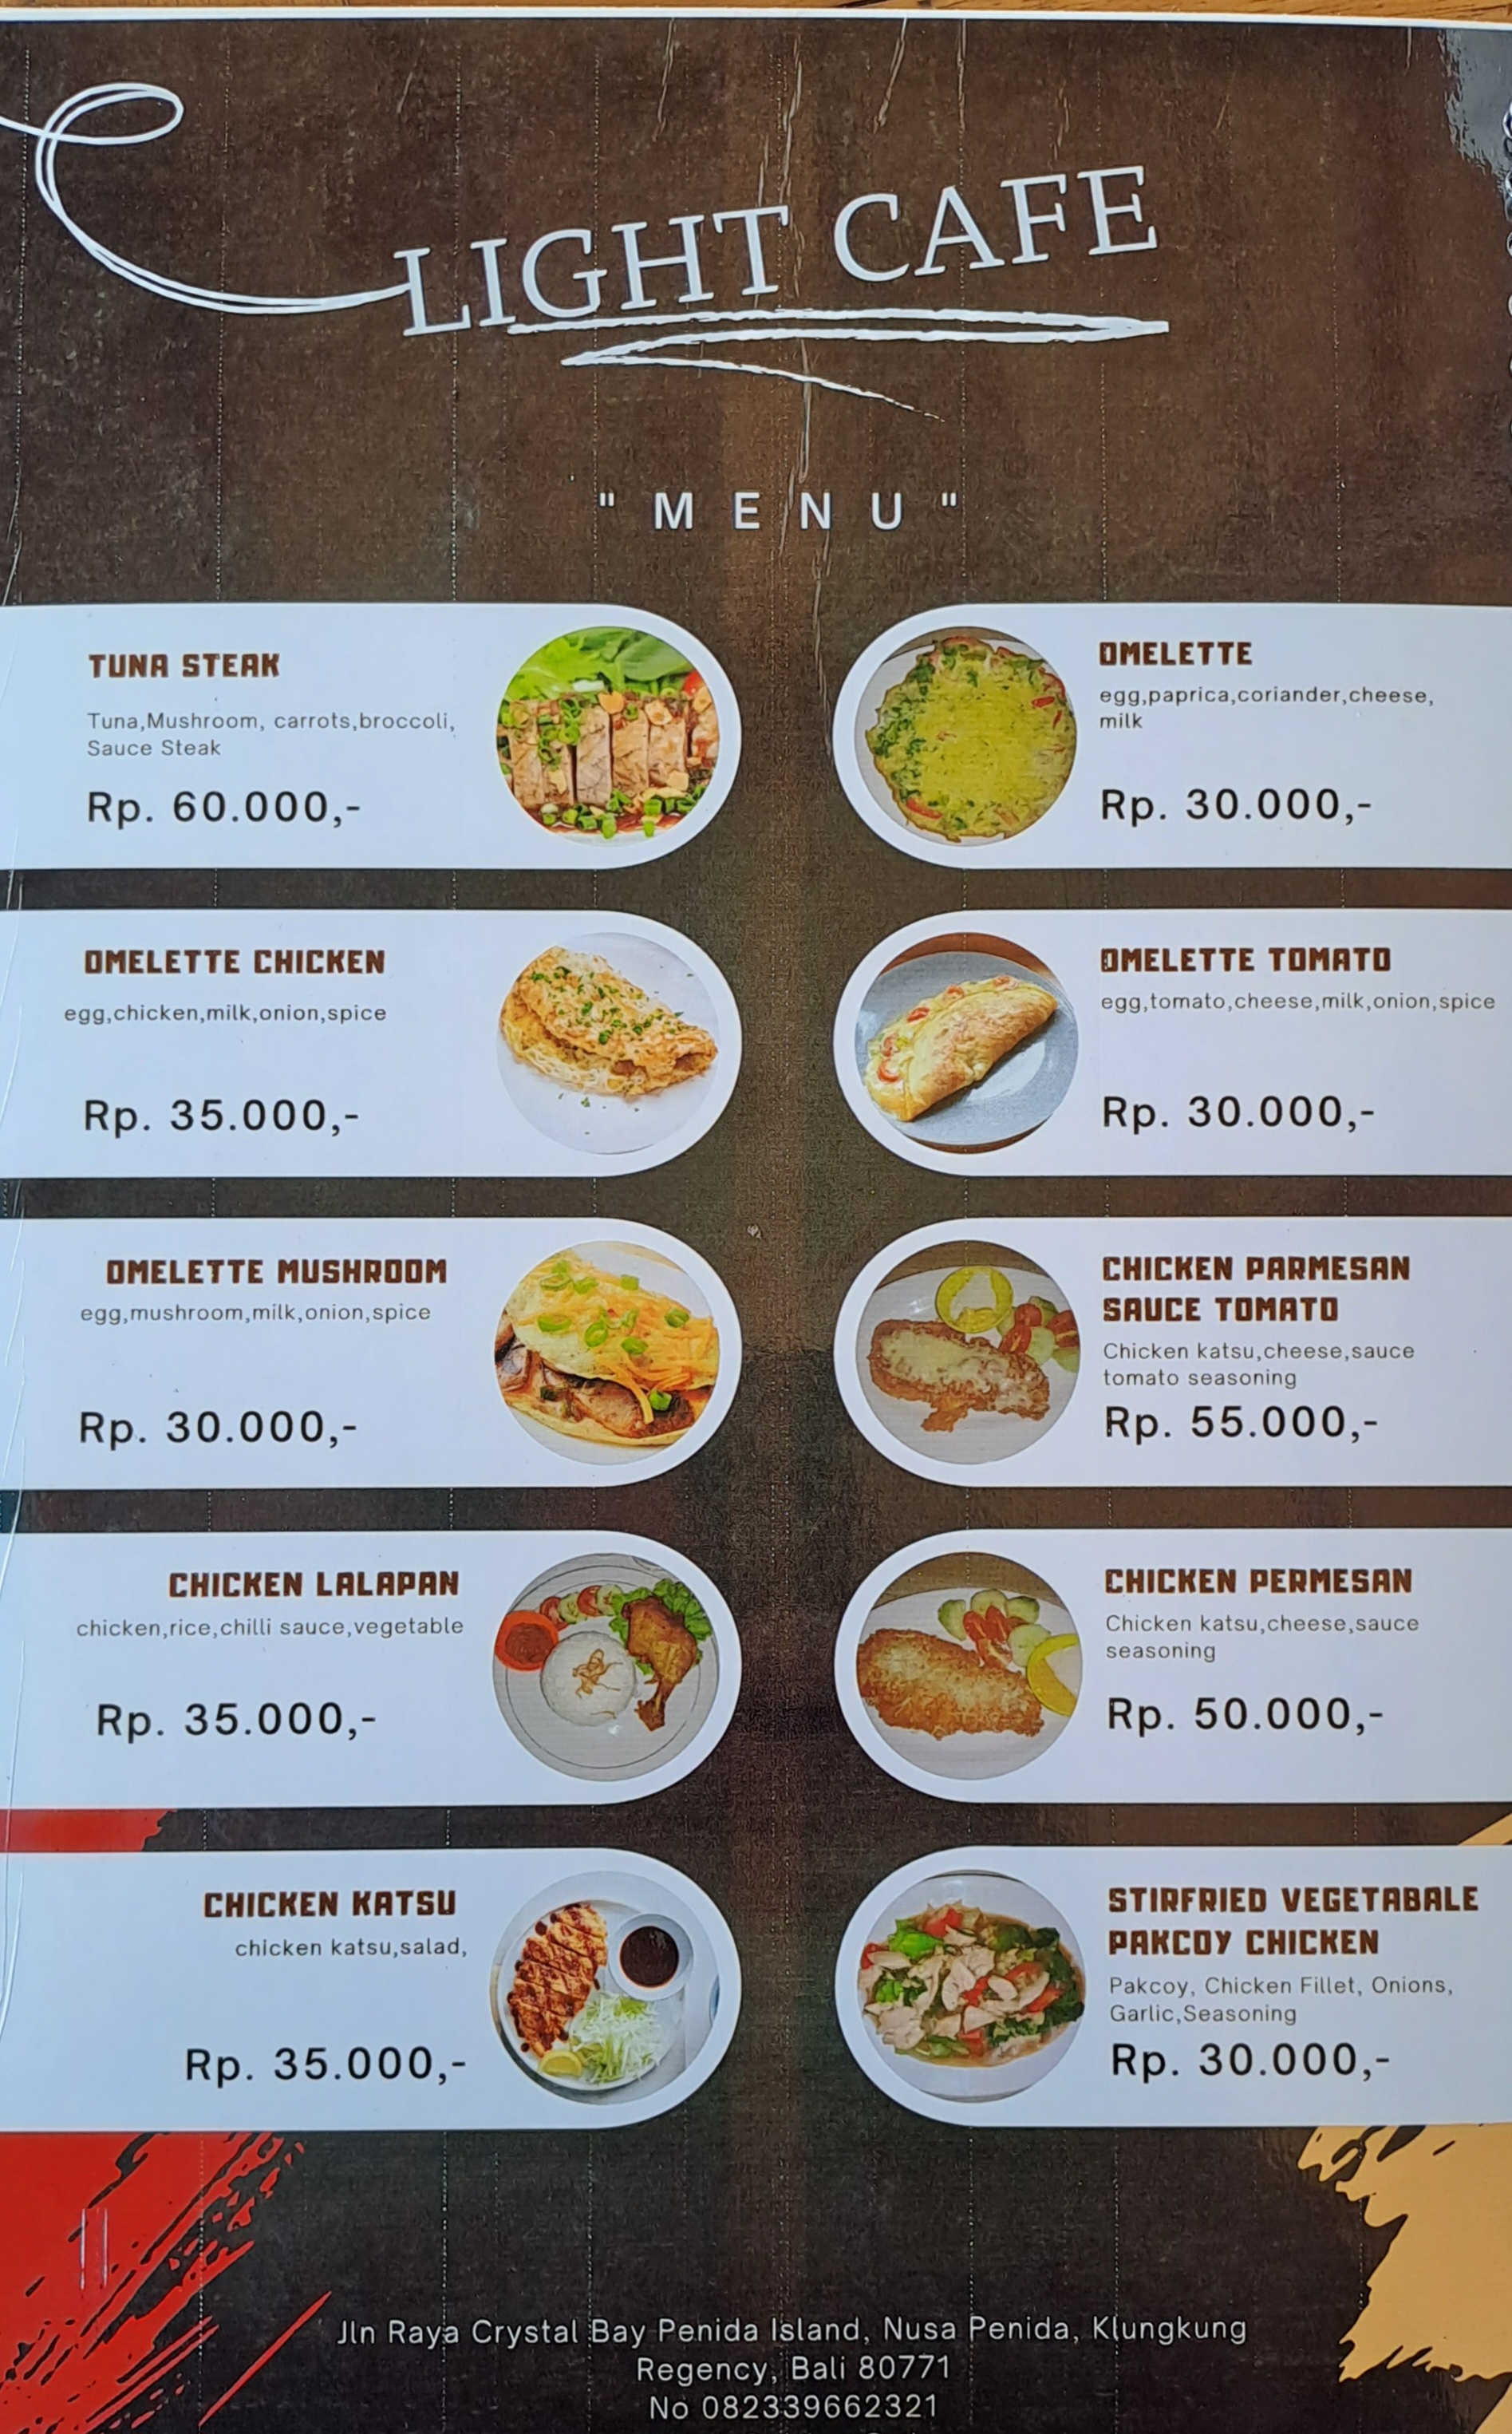 LIGHT CAFE
" M E N U "
TUNA STEAK
Tuna,Mushroom, carrots,broccoli,
Sauce Steak
Rp. 60.000,-
OMELETTE
egg,paprica,coriander,cheese,
milk
Rp. 30.000,-
OMELETTE CHICKEN
egg,chicken,milk,onion,spice
Rp. 35.000,-
OMELETTE TOMATO
egg,tomato,cheese,milk,onion,spice
Rp. 30.000,-
OMELETTE MUSHROOM
egg,mushroom,milk,onion,spice
Rp. 30.000,-
CHICKEN PARMESAN
SAUCE TOMATO
Chicken katsu,cheese,sauce
tomato seasoning
Rp. 55.000,-
CHICKEN LALAPAN
chicken,rice,chilli sauce,vegetable
Rp. 35.000,-
CHICKEN PERMESAN
Chicken katsu,cheese,sauce
seasoning
Rp. 50.000,-
CHICKEN KATSU
chicken katsu,salad,
Rp. 35.000,-
STIRFRIED VEGETABALE
PAKCOY CHICKEN
Pakcoy, Chicken Fillet, Onions,
Garlic,Seasoning
Rp. 30.000,-
Jln Raya Crystal Bay Penida Island, Nusa Penida, Klungkung
Regency, Bali 80771
No 082339662321